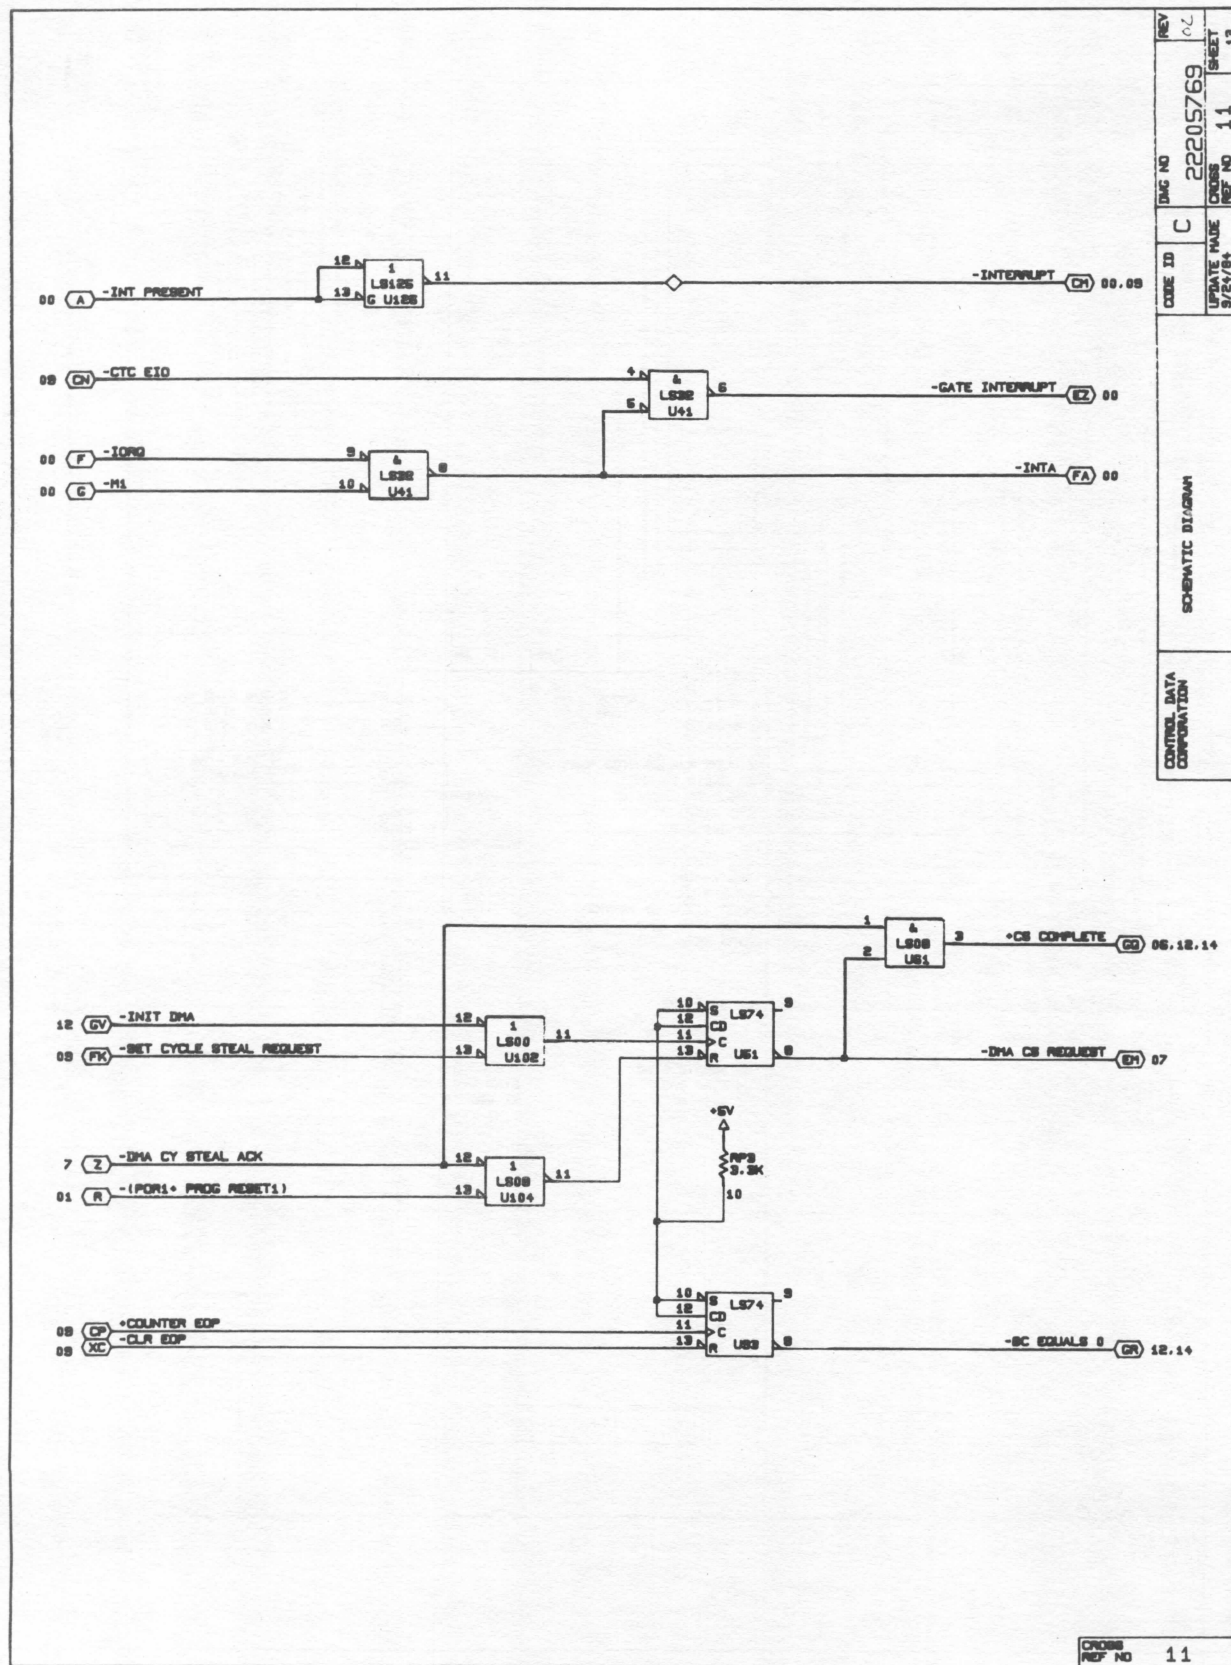 REV
20
DWG NO
22205769
CODE ID
C
SHEET
CROSS
REF NO 11
UPDATE MADE
9/24/84
SCHEMATIC DIAGRAM
CONTROL DATA
CORPORATION
00 A -INT PRESENT
12
13
1
LS125
G U126
11
-INTERRUPT CM 00,09
09 CN -CTC EIO
4
5
&
LS32
U41
6
-GATE INTERRUPT EZ 00
00 F -IORQ
00 G -M1
9
10
&
LS32
U41
8
-INTA FA 00
1
2
&
LS08
U61
3
+CS COMPLETE GQ 06,12,14
12 GV -INIT DMA
09 FK -SET CYCLE STEAL REQUEST
12
13
1
LS00
U102
11
10
12
11
13
S
CD
C
R
LS74
U51
9
8
-DMA CS REQUEST EM 07
+5V
RP3
3.3K
10
7 Z -DMA CY STEAL ACK
01 R -(POR1+ PROG RESET1)
12
13
1
LS08
U104
11
10
12
11
13
S
CD
C
R
LS74
9
8
09 CP +COUNTER EOP
09 XC -CLR EOP
-BC EQUALS 0 GR 12,14
CROSS
REF NO 11